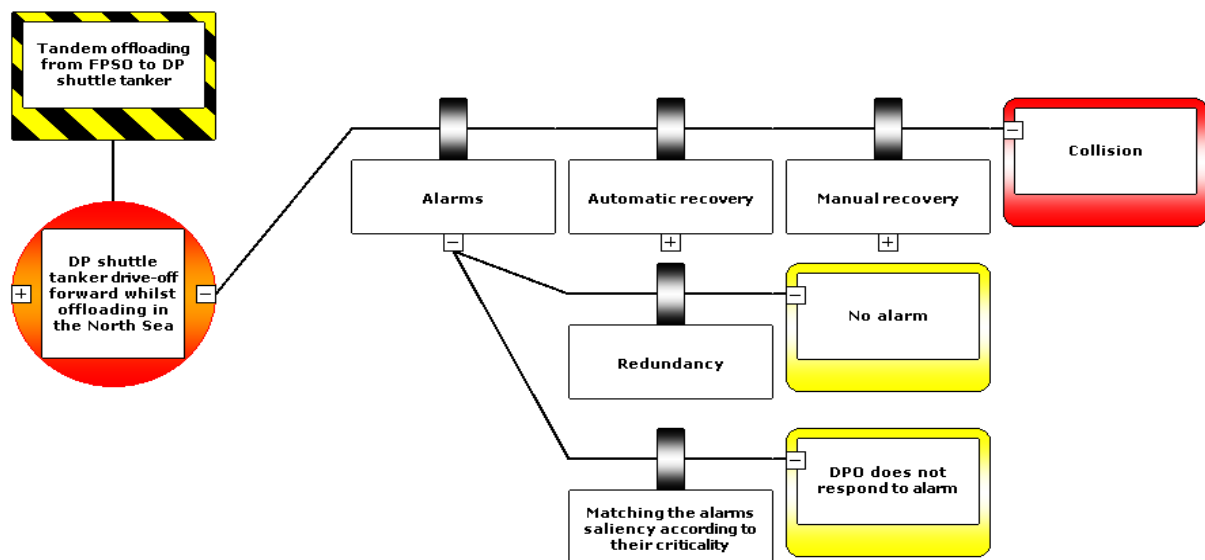 Tandem offloading
from FPSO to DP
shuttle tanker
DP shuttle
tanker drive-off
forward whilst
offloading in
the North Sea
Alarms
Automatic recovery
Manual recovery
Collision
Redundancy
No alarm
Matching the alarms
saliency according to
their criticality
DPO does not
respond to alarm